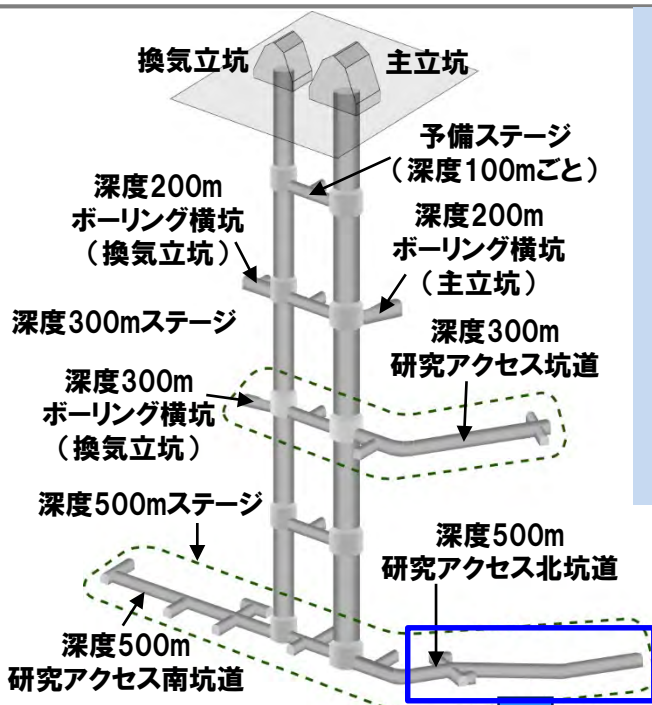 換気立坑
主立坑
予備ステージ
（深度100mごと）
深度200m
ボーリング横坑
（換気立坑）
深度200m
ボーリング横坑
（主立坑）
深度300mステージ
深度300m
研究アクセス坑道
深度300m
ボーリング横坑
（換気立坑）
深度500mステージ
深度500m
研究アクセス北坑道
深度500m
研究アクセス南坑道